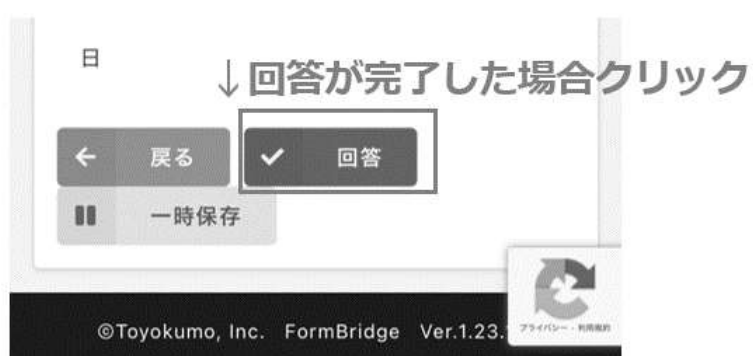 日
↓回答が完了した場合クリック
戻る
回答
一時保存
©Toyokumo, Inc. FormBridge Ver.1.23.
プライバシー - 利用規約